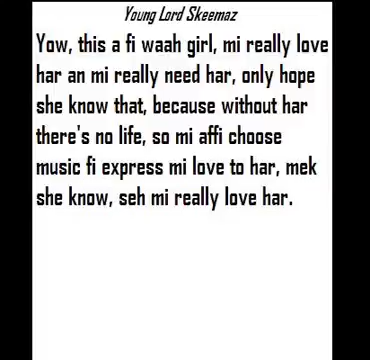 Young Lord Skeemaz
Yow, this a fi waah girl, mi really love
har an mi really need har, only hope
she know that, because without har
there's no life, so mi affi choose
music fi express mi love to har, mek
she know, seh mi really love har.